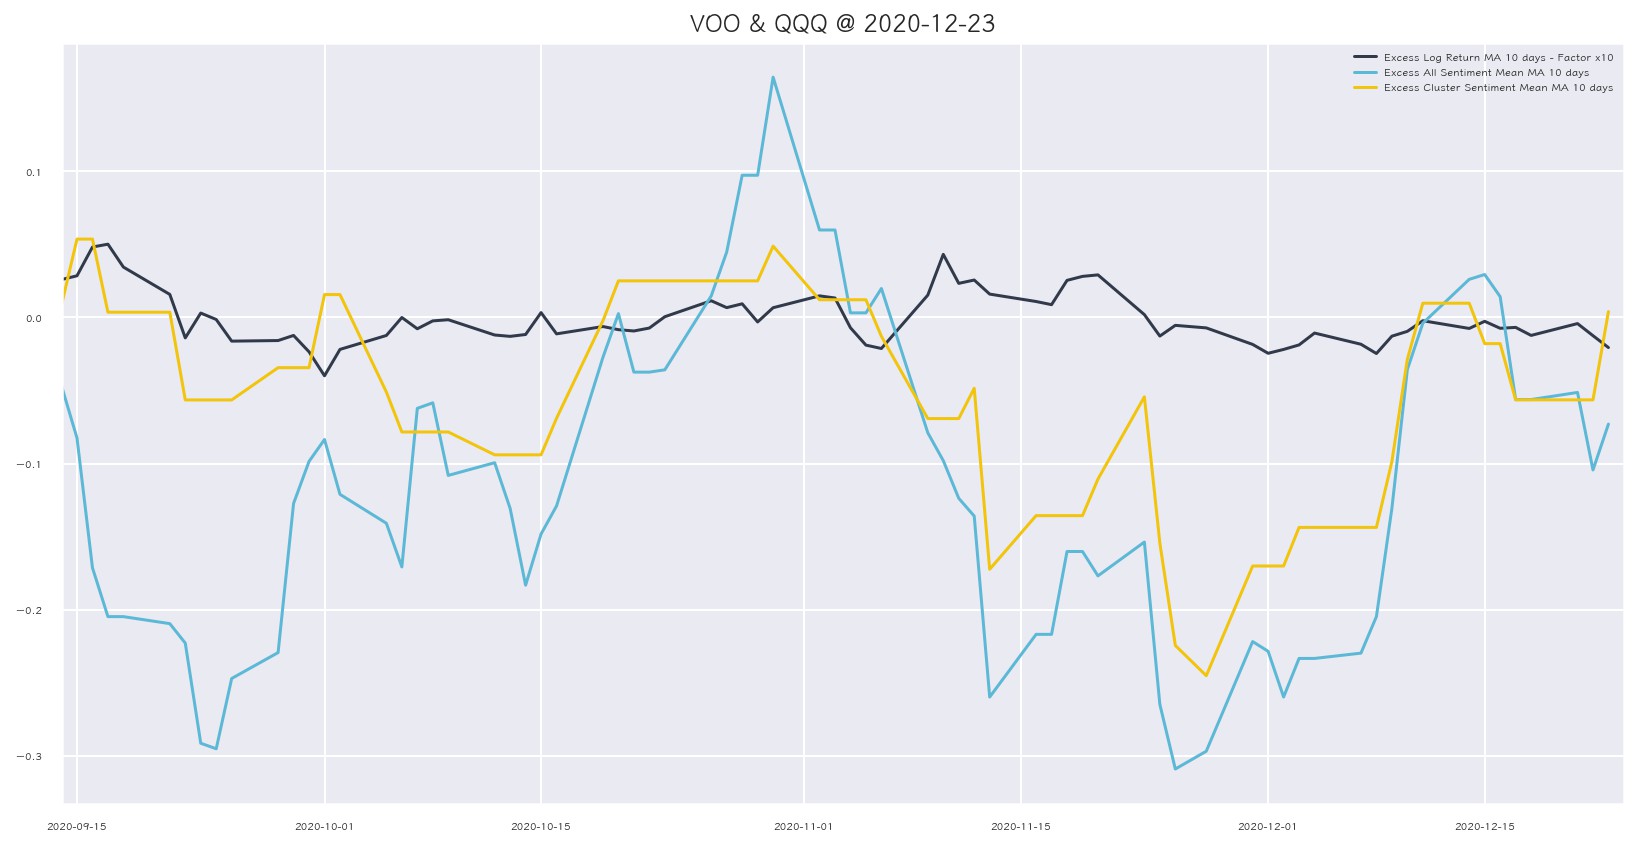 VOO & QQQ @ 2020-12-23
Excess Log Return MA 10 days - Factor x10
Excess All Sentiment Mean MA 10 days
Excess Cluster Sentiment Mean MA 10 days
0.1
0.0
−0.1
−0.2
−0.3
2020-09-15 2020-10-01 2020-10-15 2020-11-01 2020-11-15 2020-12-01 2020-12-15